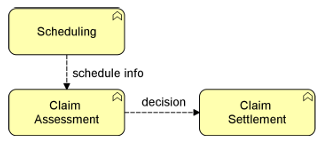 Scheduling
schedule info
Claim
Assessment
decision
Claim
Settlement